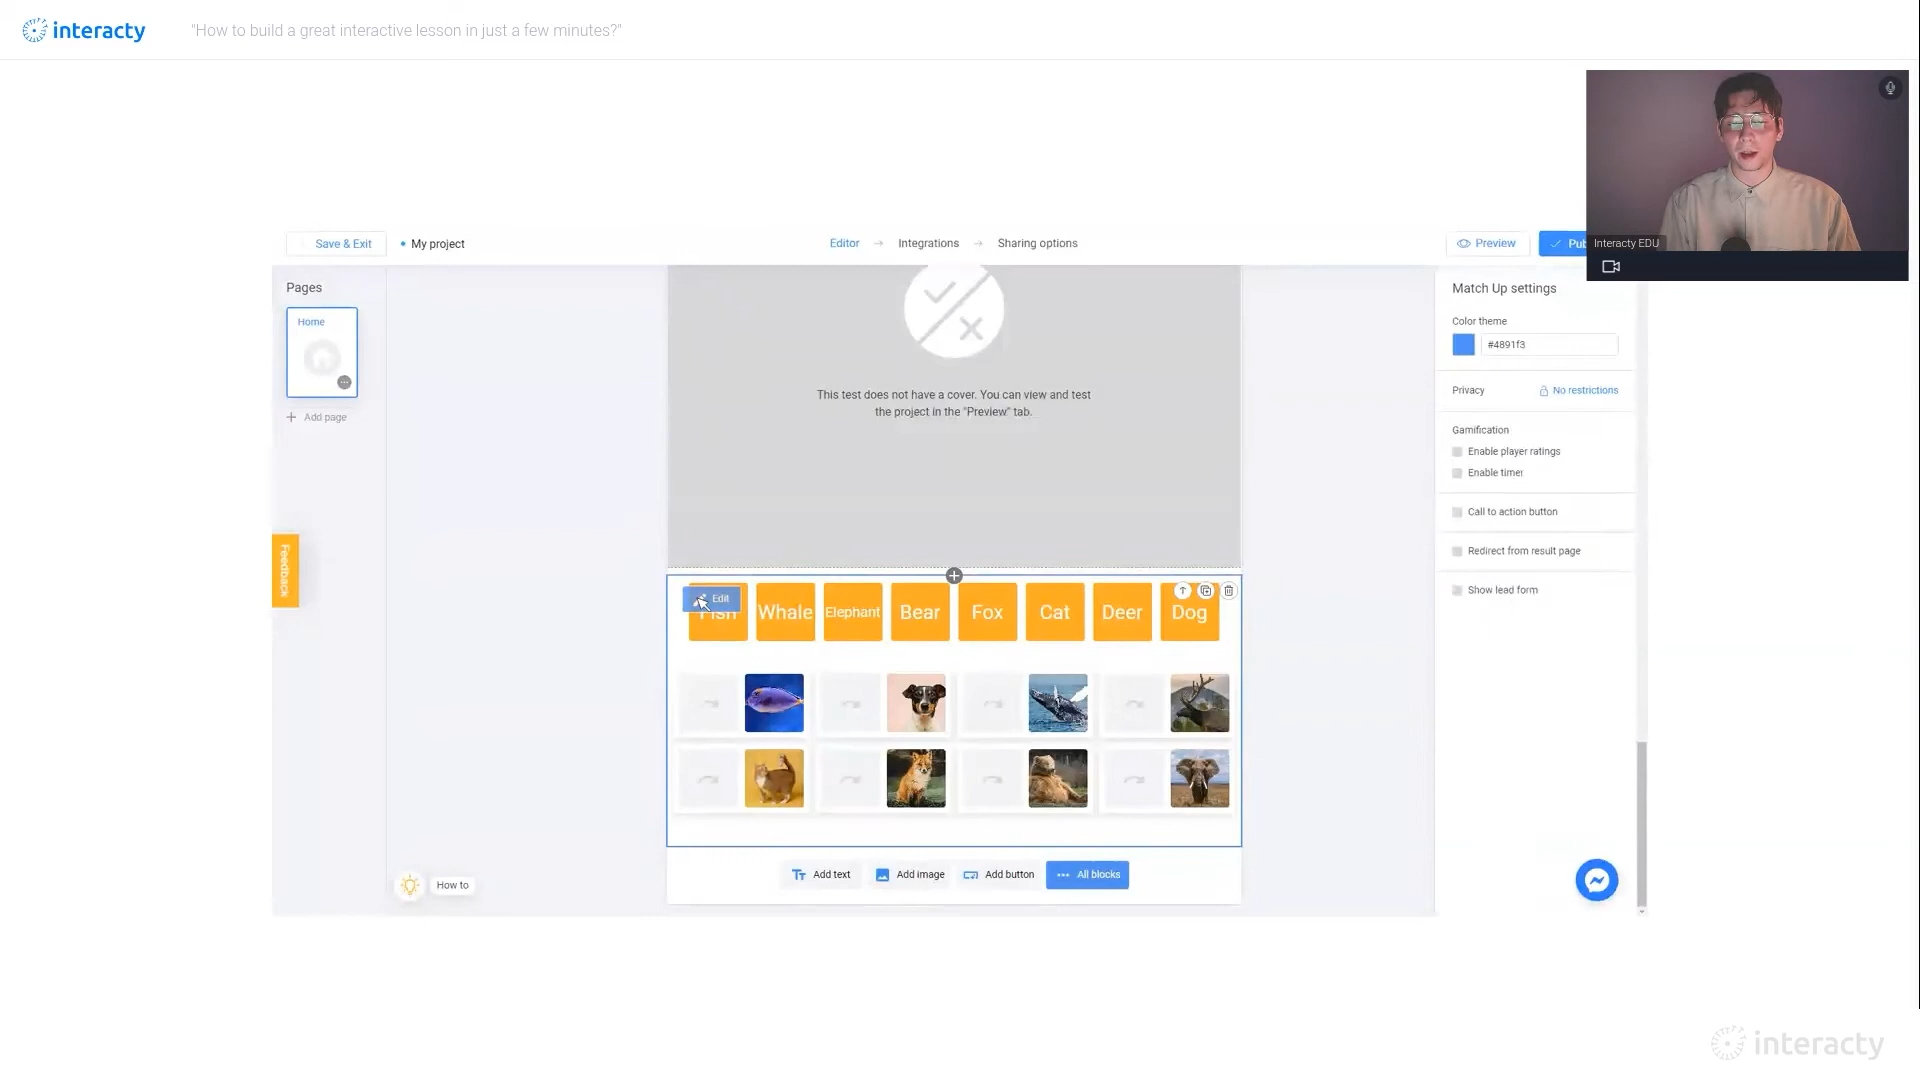 interacty
"How to build a great interactive lesson in just a few minutes?"
Interacty EDU
Save & Exit
My project
Editor
Integrations
Sharing options
Preview
Pages
Home
Add page
Feedback
How to
This test does not have a cover. You can view and test
the project in the "Preview" tab.
Edit
Fish
Whale
Elephant
Bear
Fox
Cat
Deer
Dog
Add text
Add image
Add button
All blocks
Match Up settings
Color theme
#4891f3
Privacy
No restrictions
Gamification
Enable player ratings
Enable timer
Call to action button
Redirect from result page
Show lead form
interacty